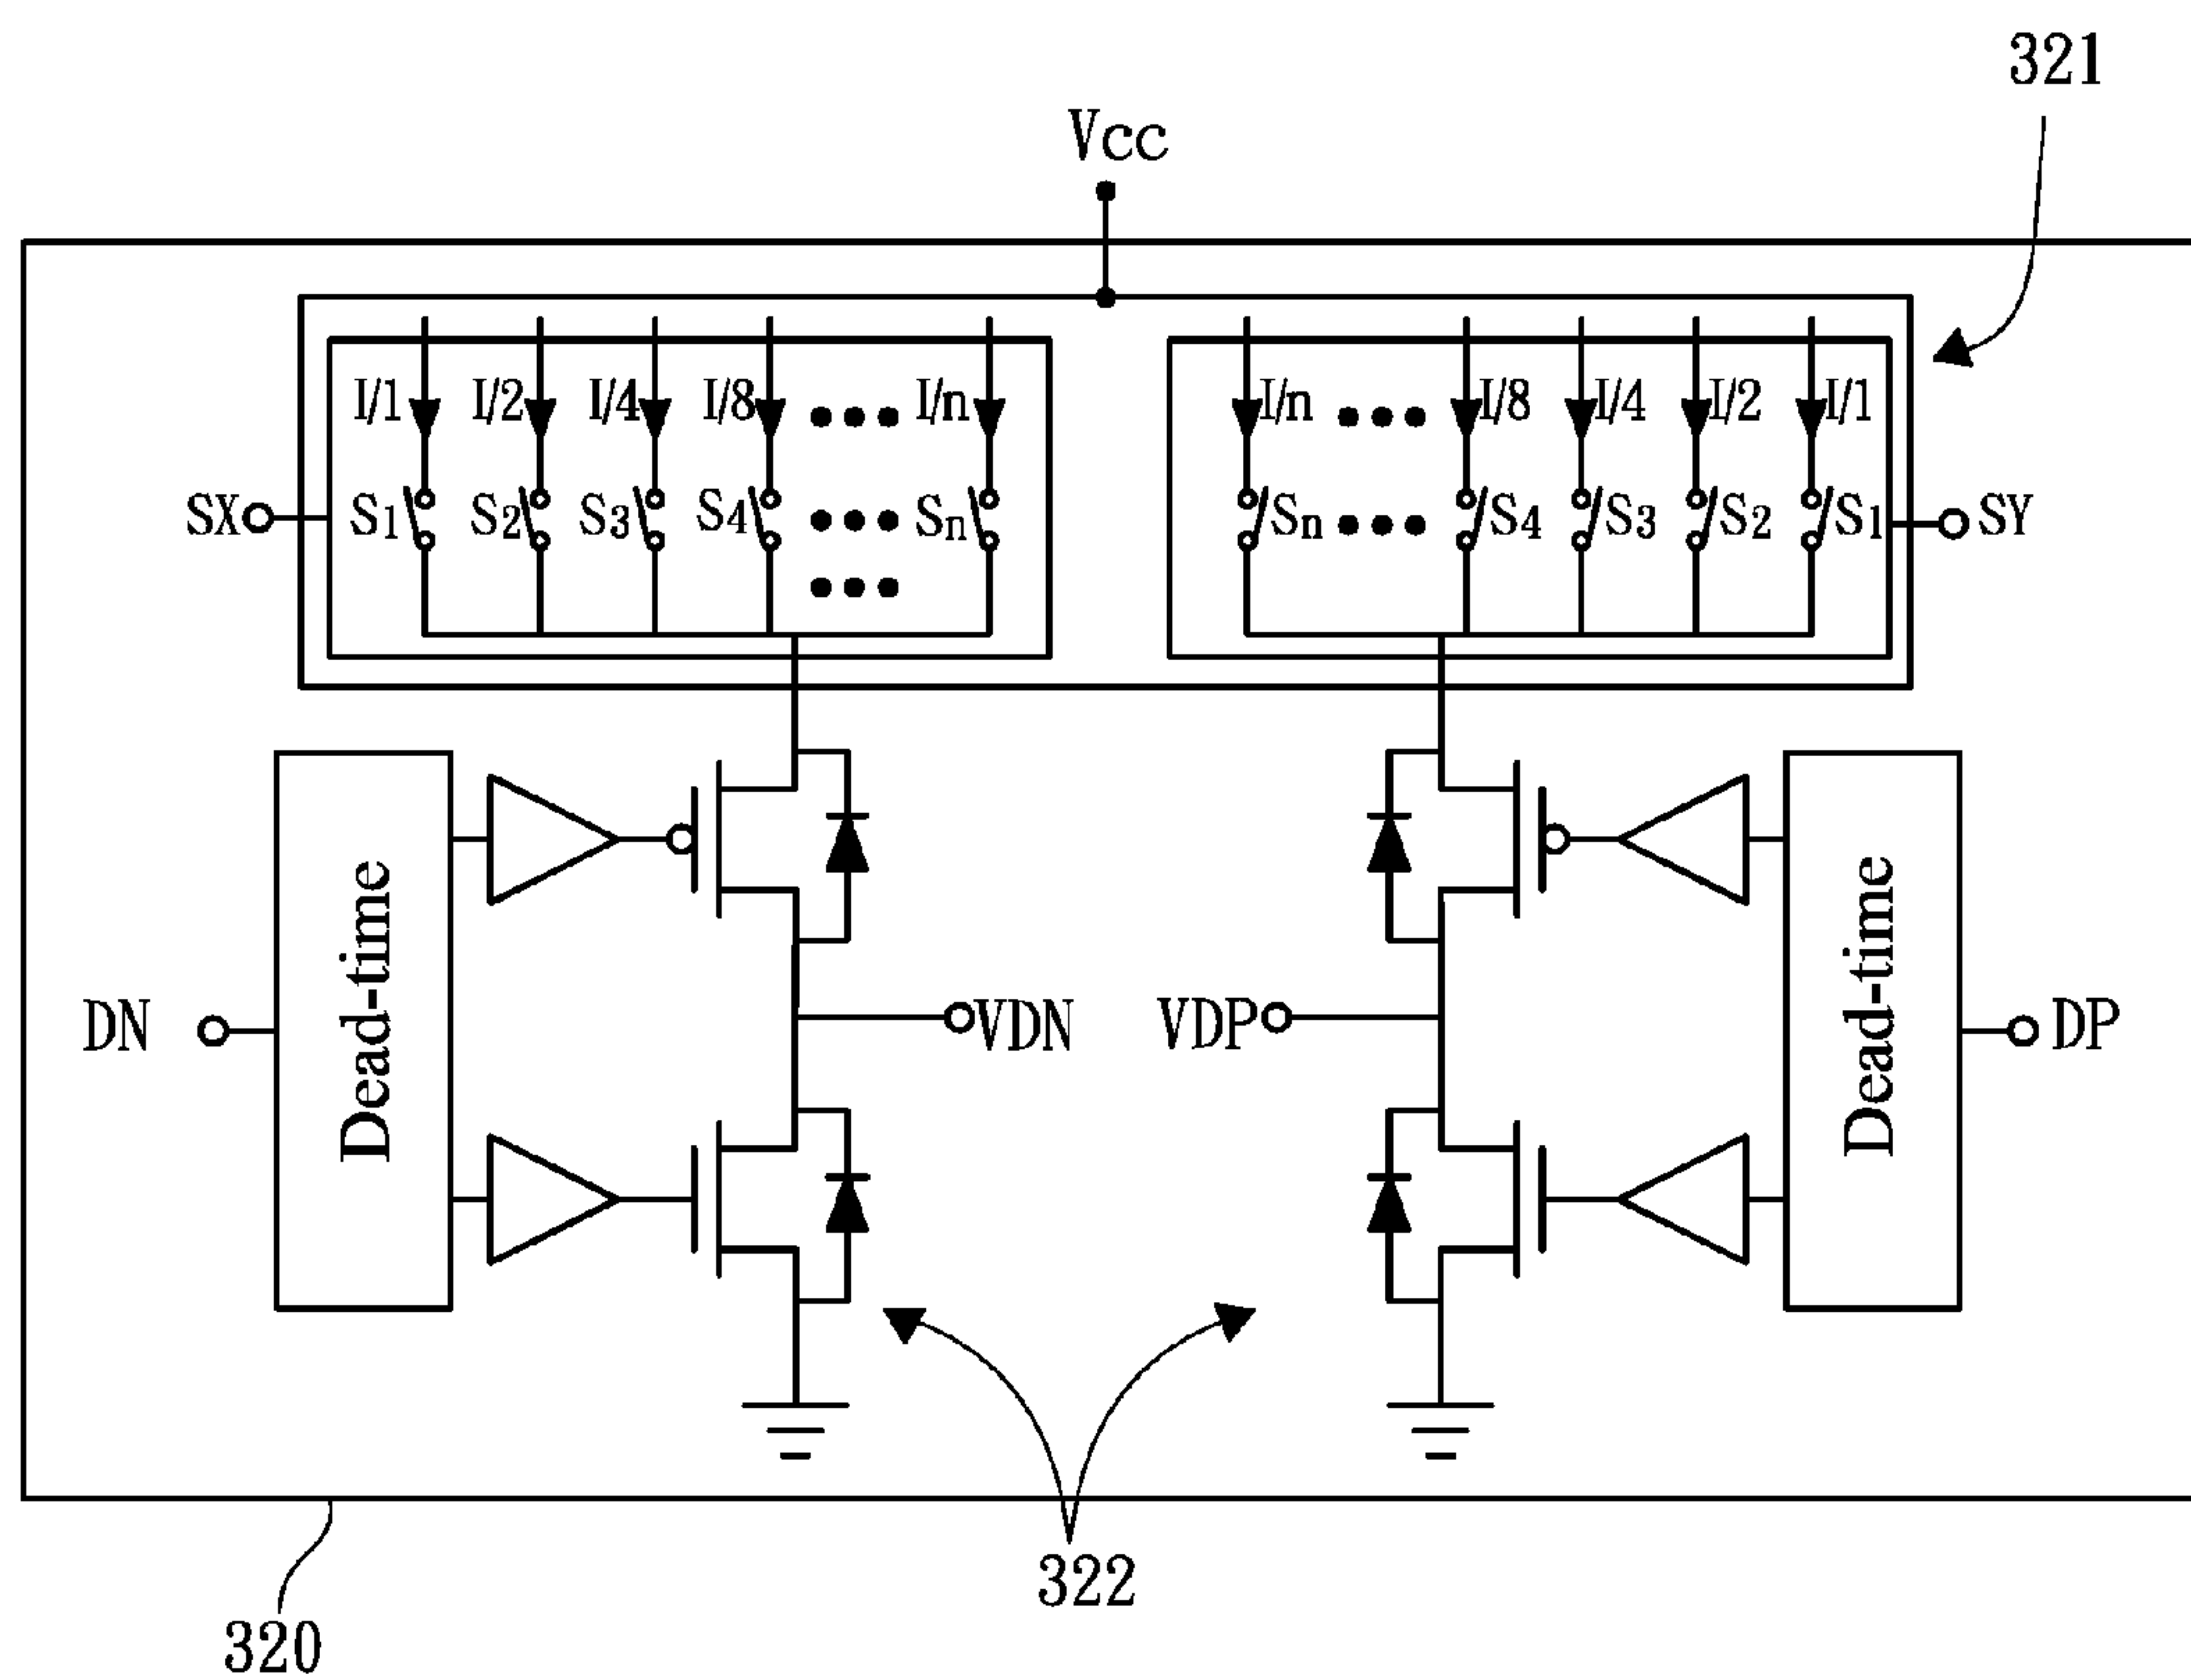 321
Vcc
I/1 I/2 I/4 I/8 I/n I/n I/8 I/4 I/2 I/1
SX S1 S2 S3 S4 Sn Sn S4 S3 S2 S1 SY
DN Dead-time VDN VDP Dead-time DP
322
320